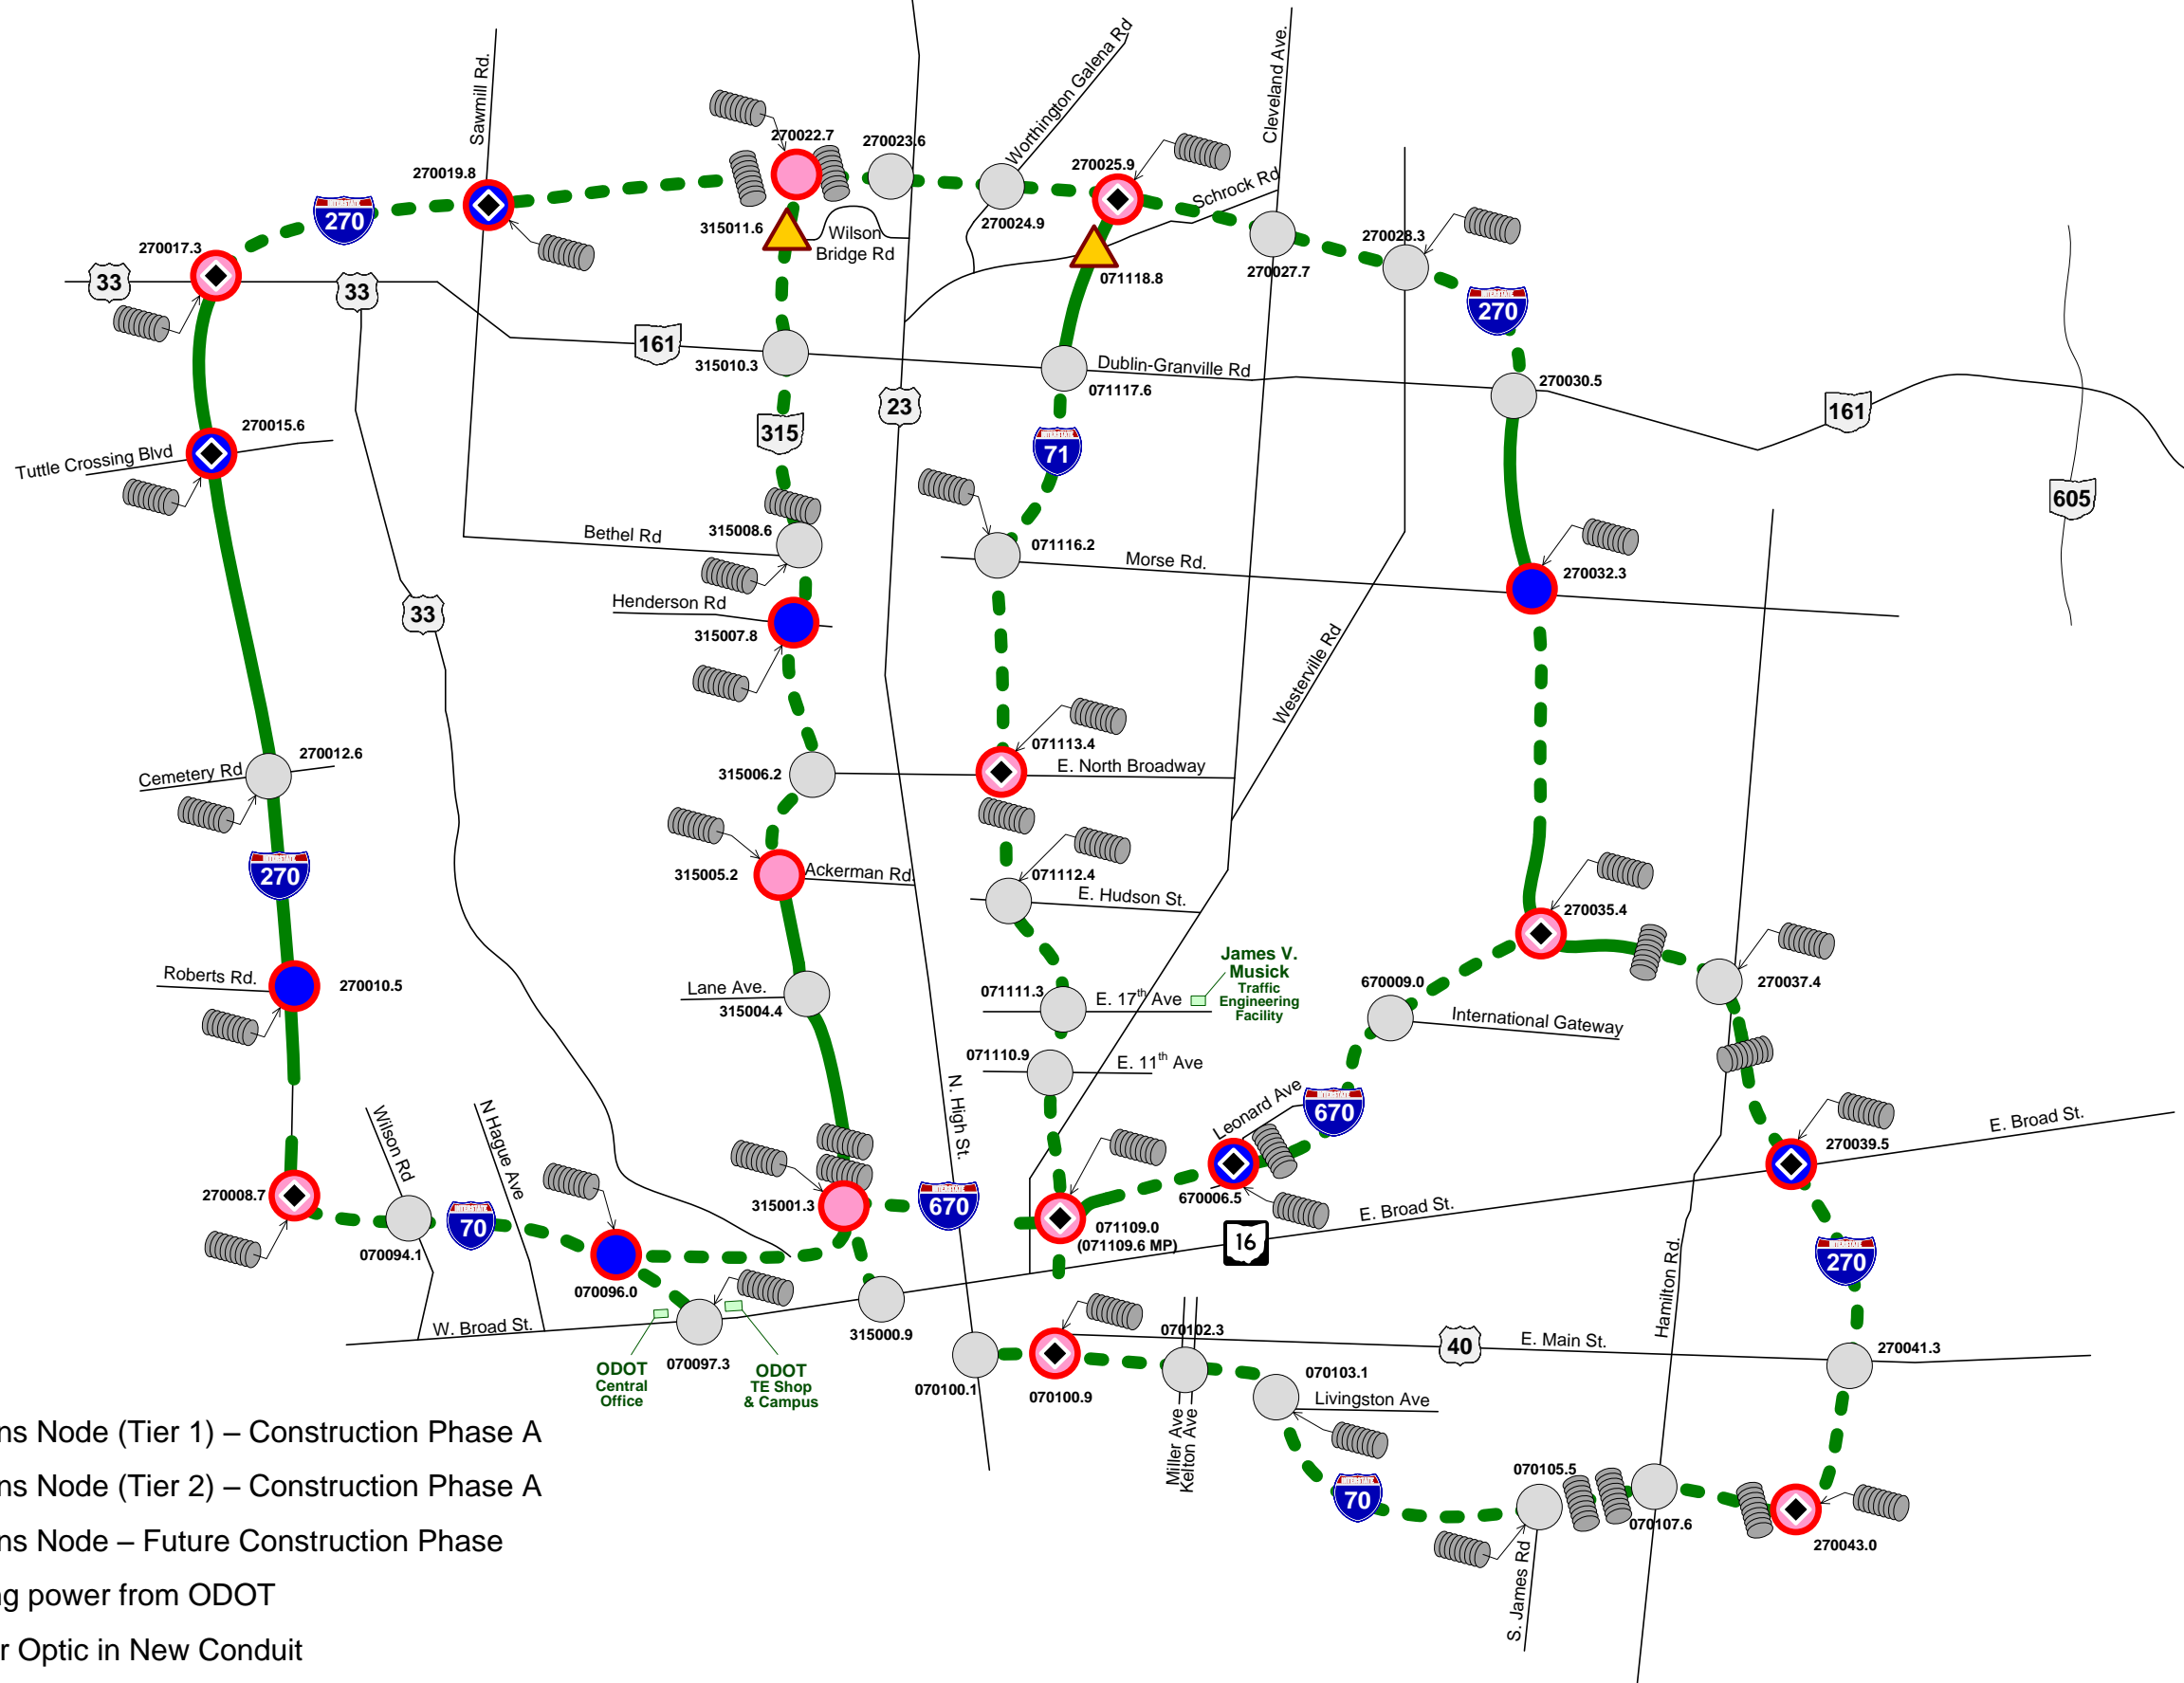 Sawmill Rd.
Worthington Galena Rd
Cleveland Ave.
270022.7
270023.6
270025.9
270019.8
Schrock Rd
INTERSTATE
270
315011.6
Wilson
Bridge Rd
270024.9
270017.3
270028.3
270027.7
071118.8
33
33
INTERSTATE
270
161
315010.3
Dublin-Granville Rd
071117.6
270030.5
161
23
315
270015.6
Tuttle Crossing Blvd
INTERSTATE
71
605
315008.6
Bethel Rd
071116.2
Morse Rd.
270032.3
33
Henderson Rd
315007.8
Westerville Rd
270012.6
Cemetery Rd
315006.2
071113.4
E. North Broadway
INTERSTATE
270
315005.2
Ackerman Rd.
071112.4
E. Hudson St.
270035.4
James V.
Musick
Traffic
Engineering
Facility
Roberts Rd.
270010.5
Lane Ave.
315004.4
071111.3
E. 17th Ave
670009.0
International Gateway
270037.4
071110.9
E. 11th Ave
N. High St.
Leonard Ave
INTERSTATE
670
Wilson Rd
N Hague Ave
E. Broad St.
270039.5
270008.7
315001.3
INTERSTATE
670
670006.5
E. Broad St.
071109.0
(071109.6 MP)
16
INTERSTATE
70
070094.1
070096.0
Hamilton Rd.
INTERSTATE
270
W. Broad St.
315000.9
070097.3
070102.3
40
E. Main St.
270041.3
ODOT
Central
Office
ODOT
TE Shop
& Campus
070100.1
070100.9
070103.1
Livingston Ave
Miller Ave
Kelton Ave
INTERSTATE
70
070105.5
070107.6
270043.0
S. James Rd
ns Node (Tier 1) – Construction Phase A
ns Node (Tier 2) – Construction Phase A
ns Node – Future Construction Phase
ng power from ODOT
r Optic in New Conduit